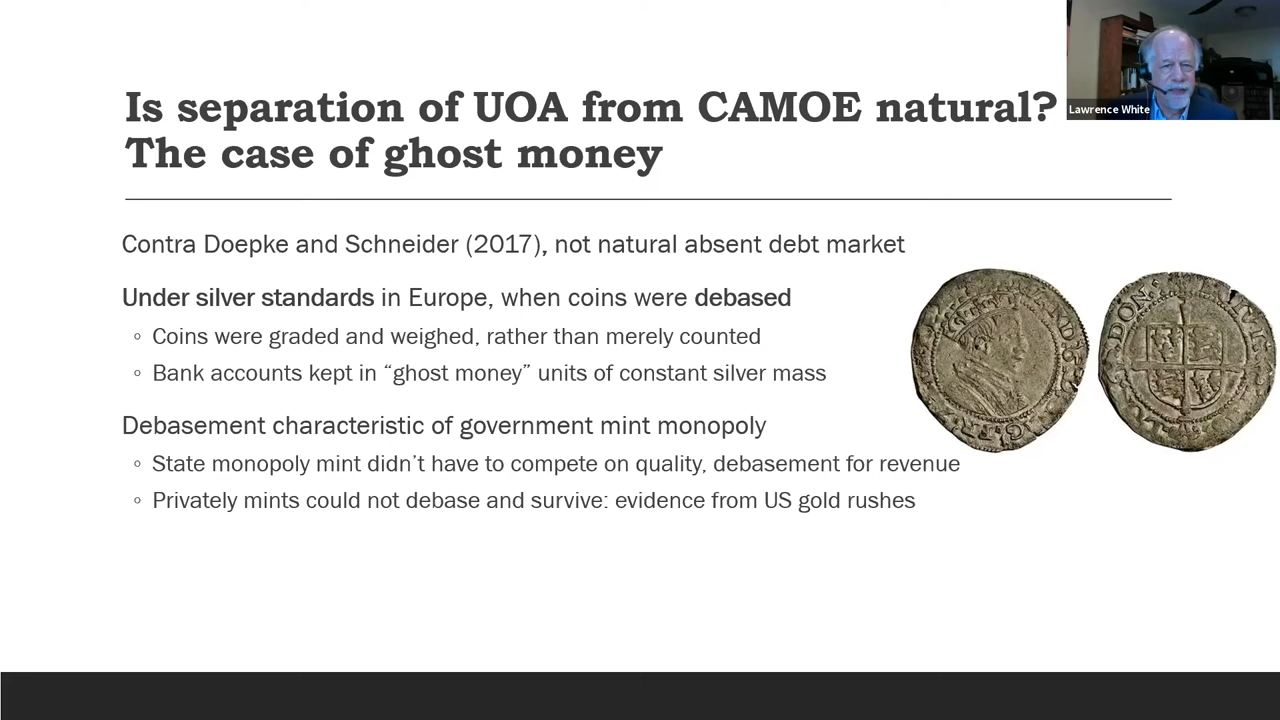 Is separation of UOA from CAMOE natural?
The case of ghost money
Lawrence White
Contra Doepke and Schneider (2017), not natural absent debt market
Under silver standards in Europe, when coins were debased
◦ Coins were graded and weighed, rather than merely counted
◦ Bank accounts kept in “ghost money” units of constant silver mass
Debasement characteristic of government mint monopoly
◦ State monopoly mint didn’t have to compete on quality, debasement for revenue
◦ Privately mints could not debase and survive: evidence from US gold rushes